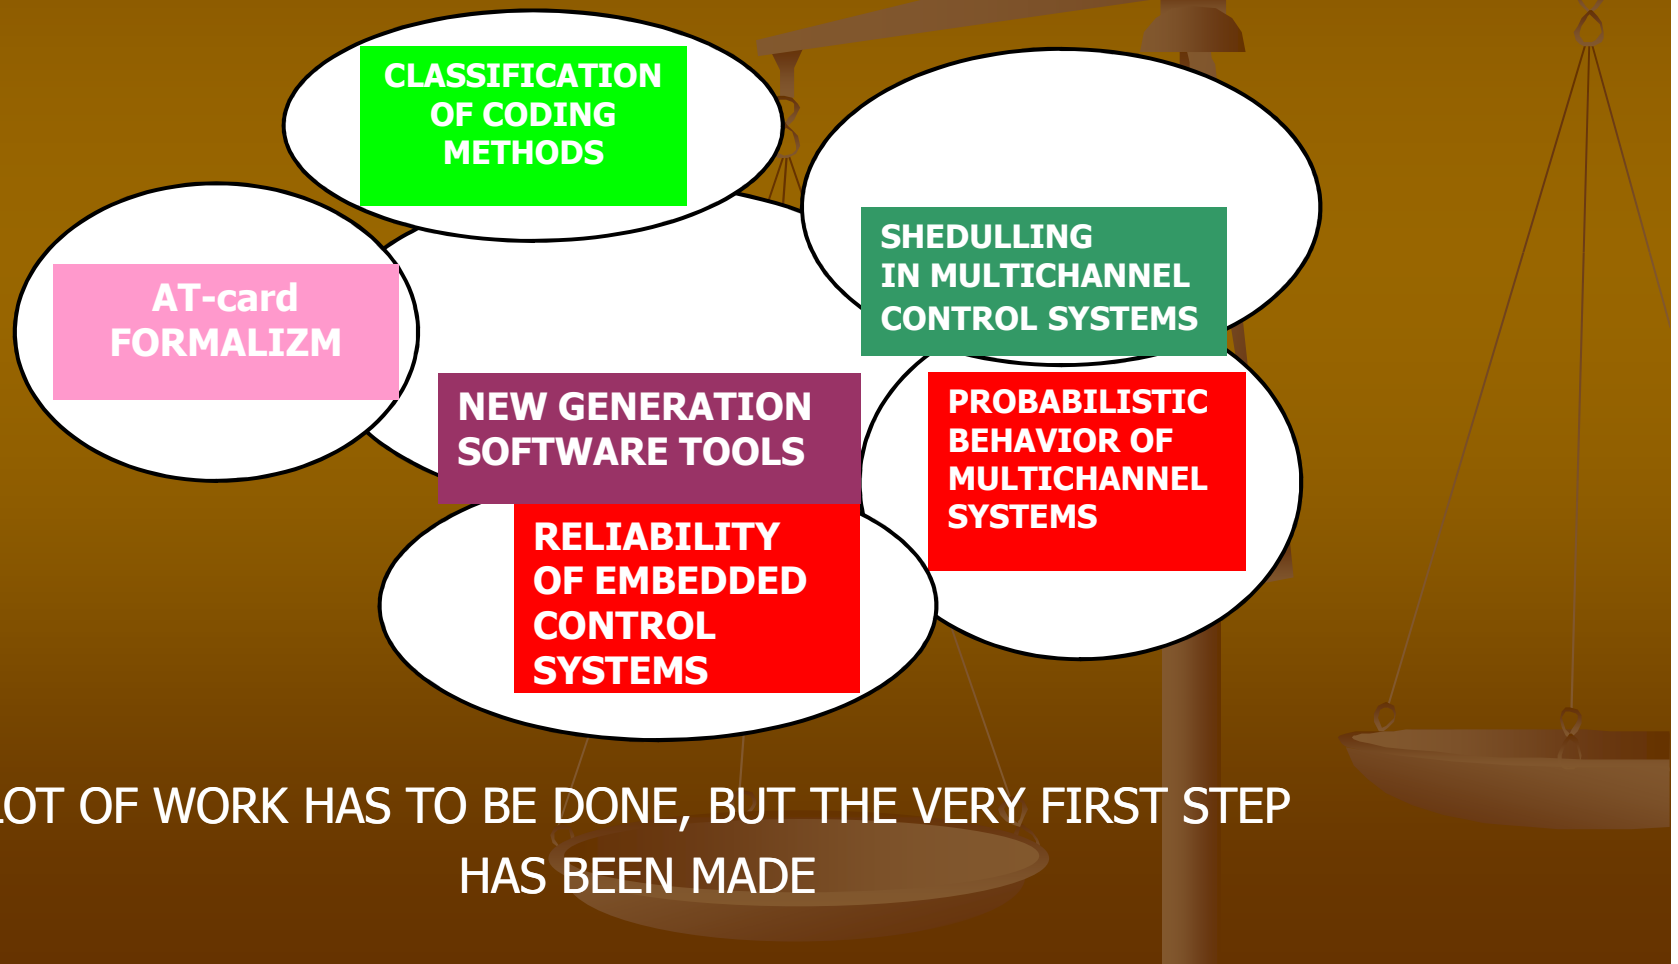 CLASSIFICATION
OF CODING
METHODS
AT-card
FORMALIZM
SHEDULLING
IN MULTICHANNEL
CONTROL SYSTEMS
NEW GENERATION
SOFTWARE TOOLS
PROBABILISTIC
BEHAVIOR OF
MULTICHANNEL
SYSTEMS
RELIABILITY
OF EMBEDDED
CONTROL
SYSTEMS
OF WORK HAS TO BE DONE, BUT THE VERY FIRST STEP
HAS BEEN MADE